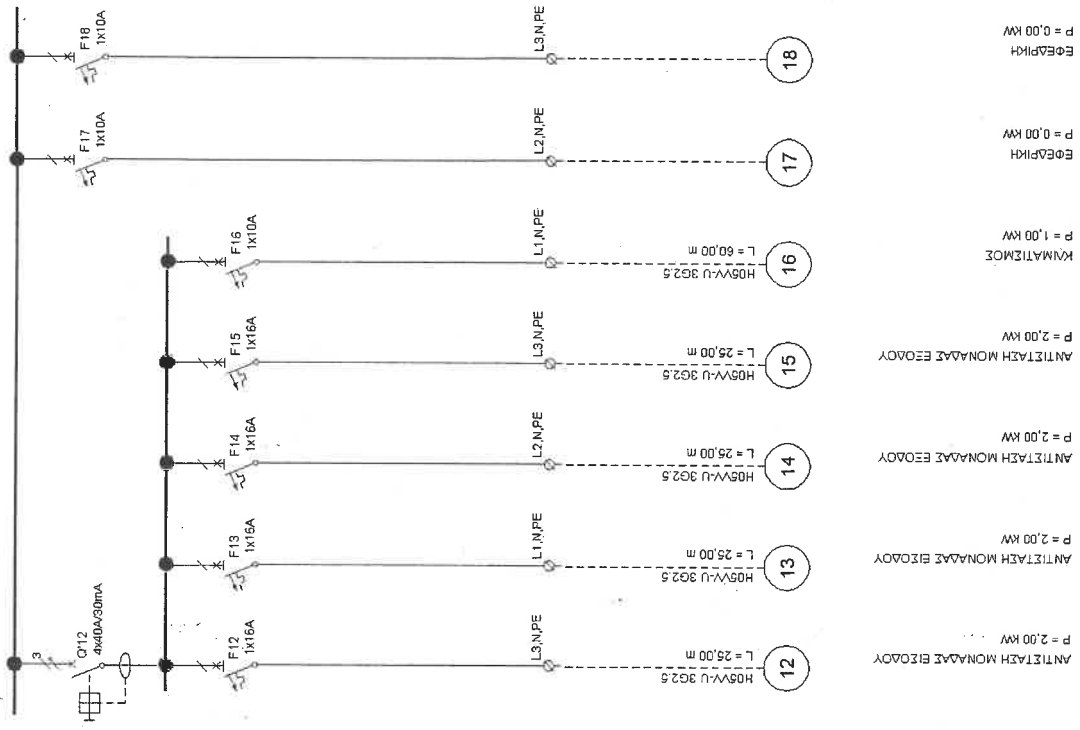 F18
1x10A
L3,N,PE
18
ΕΦΕΔΡΙΚΗ
P = 0,00 kW
F17
1x10A
L2,N,PE
17
ΕΦΕΔΡΙΚΗ
P = 0,00 kW
F16
1x10A
L1,N,PE
H05VV-U 3G2.5
L = 60,00 m
16
ΚΛΙΜΑΤΙΣΜΟΣ
P = 1,00 kW
F15
1x16A
L3,N,PE
H05VV-U 3G2.5
L = 25,00 m
15
ΑΝΤΙΣΤΑΣΗ ΜΟΝΑΔΑΣ ΕΞΟΔΟΥ
P = 2,00 kW
F14
1x16A
L2,N,PE
H05VV-U 3G2.5
L = 25,00 m
14
ΑΝΤΙΣΤΑΣΗ ΜΟΝΑΔΑΣ ΕΞΟΔΟΥ
P = 2,00 kW
F13
1x16A
L1,N,PE
H05VV-U 3G2.5
L = 25,00 m
13
ΑΝΤΙΣΤΑΣΗ ΜΟΝΑΔΑΣ ΕΙΣΟΔΟΥ
P = 2,00 kW
3
Q'12
4x40A/30mA
F12
1x16A
L3,N,PE
H05VV-U 3G2.5
L = 25,00 m
12
ΑΝΤΙΣΤΑΣΗ ΜΟΝΑΔΑΣ ΕΙΣΟΔΟΥ
P = 2,00 kW